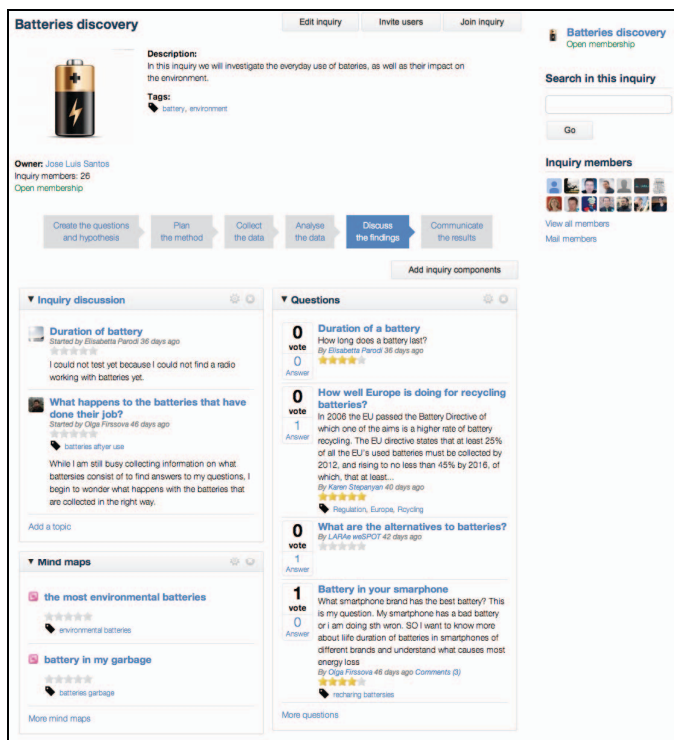 Batteries discovery
Edit inquiry
Invite users
Join inquiry
Description:
In this inquiry we will investigate the everyday use of bateries, as well as their impact on
the environment.
Tags:
battery, environment
Owner: Jose Luis Santos
Inquiry members: 26
Open membership
Create the questions
and hypothesis
Plan
the method
Collect
the data
Analyse
the data
Discuss
the findings
Communicate
the results
Add inquiry components
Inquiry discussion
Duration of battery
Started by Elisabetta Parodi 36 days ago
I could not test yet because I could not find a radio
working with batteries yet.
What happens to the batteries that have
done their job?
Started by Olga Firssova 46 days ago
batteries aftyer use
While I am still busy collecting information on what
battersies consist of to find answers to my questions, I
begin to wonder what happens with the batteries that
are collected in the right way.
Add a topic
Mind maps
the most environmental batteries
environmental batteries
battery in my garbage
batteries garbage
More mind maps
Questions
0
vote
0
Answer
Duration of a battery
How long does a battery last?
By Elisabetta Parodi 36 days ago
0
vote
1
Answer
How well Europe is doing for recycling
batteries?
In 2006 the EU passed the Battery Directive of
which one of the aims is a higher rate of battery
recycling. The EU directive states that at least 25%
of all the EU's used batteries must be collected by
2012, and rising to no less than 45% by 2016, of
which, that at least...
By Karen Stepanyan 40 days ago
Regulation, Europe, Rcycling
0
vote
1
Answer
What are the alternatives to batteries?
By LARAe weSPOT 42 days ago
1
vote
0
Answer
Battery in your smarphone
What smartphone brand has the best battery? This
is my question. My smartphone has a bad battery
or i am doing sth wron. SO I want to know more
about life duration of batteries in smartphones of
different brands and understand what causes most
energy loss
By Olga Firssova 46 days ago Comments (3)
recharing battersies
More questions
Batteries discovery
Open membership
Search in this inquiry
Go
Inquiry members
View all members
Mail members